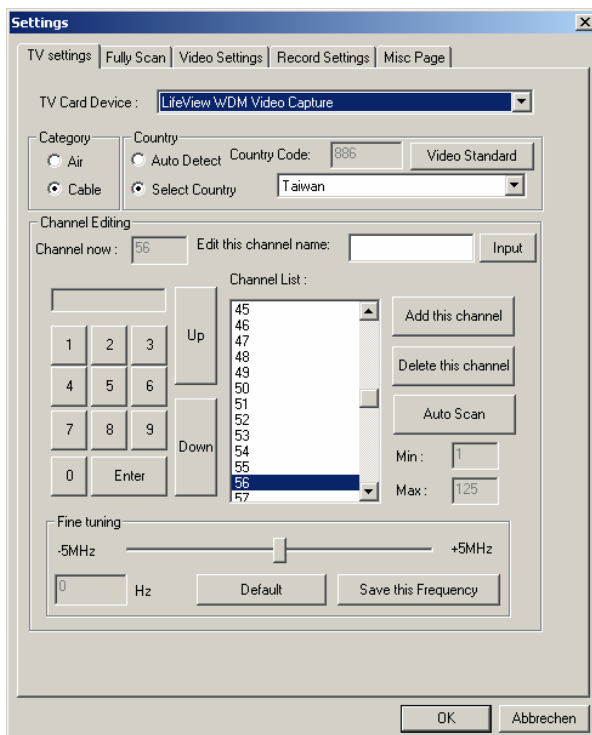 Settings
TV settings Fully Scan Video Settings Record Settings Misc Page
TV Card Device : LifeView WDM Video Capture
Category
Air
Cable
Country
Auto Detect Country Code: 886 Video Standard
Select Country Taiwan
Channel Editing
Channel now : 56 Edit this channel name: Input
Channel List :
1 2 3
4 5 6
7 8 9
0 Enter
Up
Down
45
46
47
48
49
50
51
52
53
54
55
56
57
Add this channel
Delete this channel
Auto Scan
Min : 1
Max : 125
Fine tuning
-5MHz +5MHz
0 Hz Default Save this Frequency
OK Abbrechen